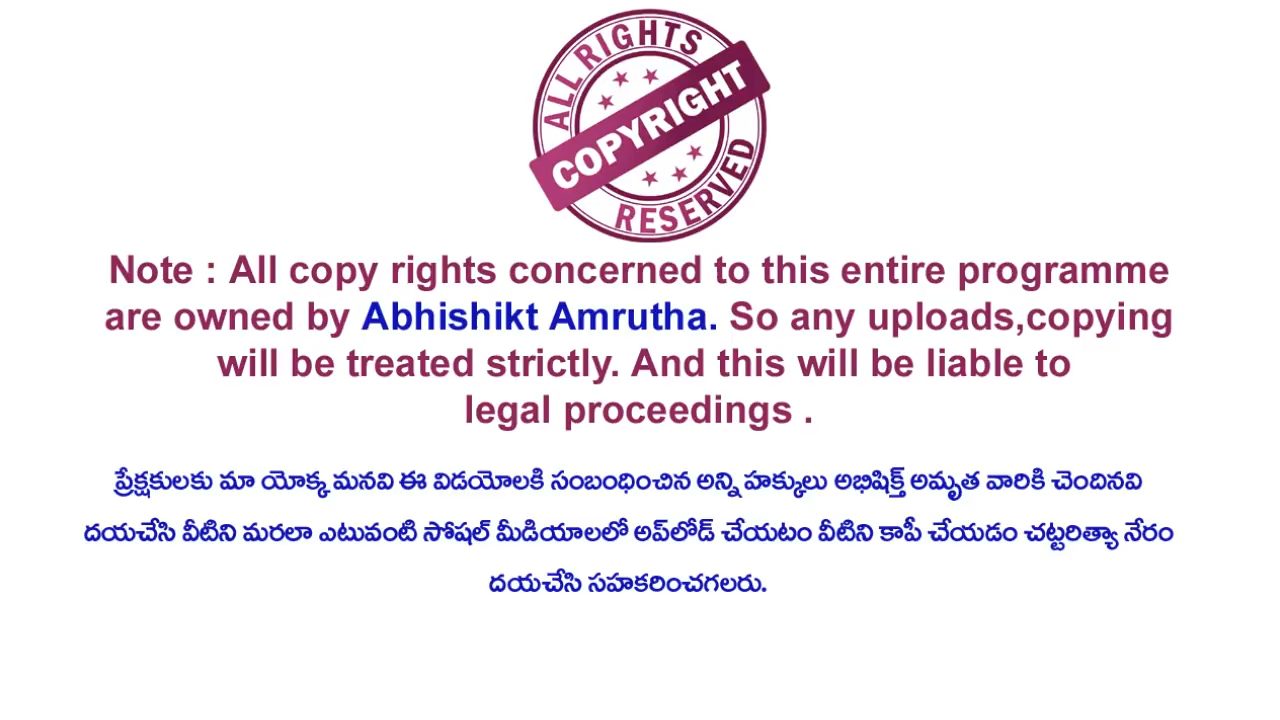 ALL RIGHTS
COPYRIGHT
RESERVED
Note : All copy rights concerned to this entire programme
are owned by Abhishikt Amrutha. So any uploads,copying
will be treated strictly. And this will be liable to
legal proceedings .
ప్రేక్షకులకు మా యొక్క మనవి ఈ విడయోలకి సంబంధించిన అన్ని హక్కులు అభిషిక్త్ అమృత వారికి చెందినవి
దయచేసి వీటిని మరలా ఎటువంటి సోషల్ మీడియాలలో అప్‌లోడ్ చేయటం వీటిని కాపీ చేయడం చట్టరిత్యా నేరం
దయచేసి సహకరించగలరు.